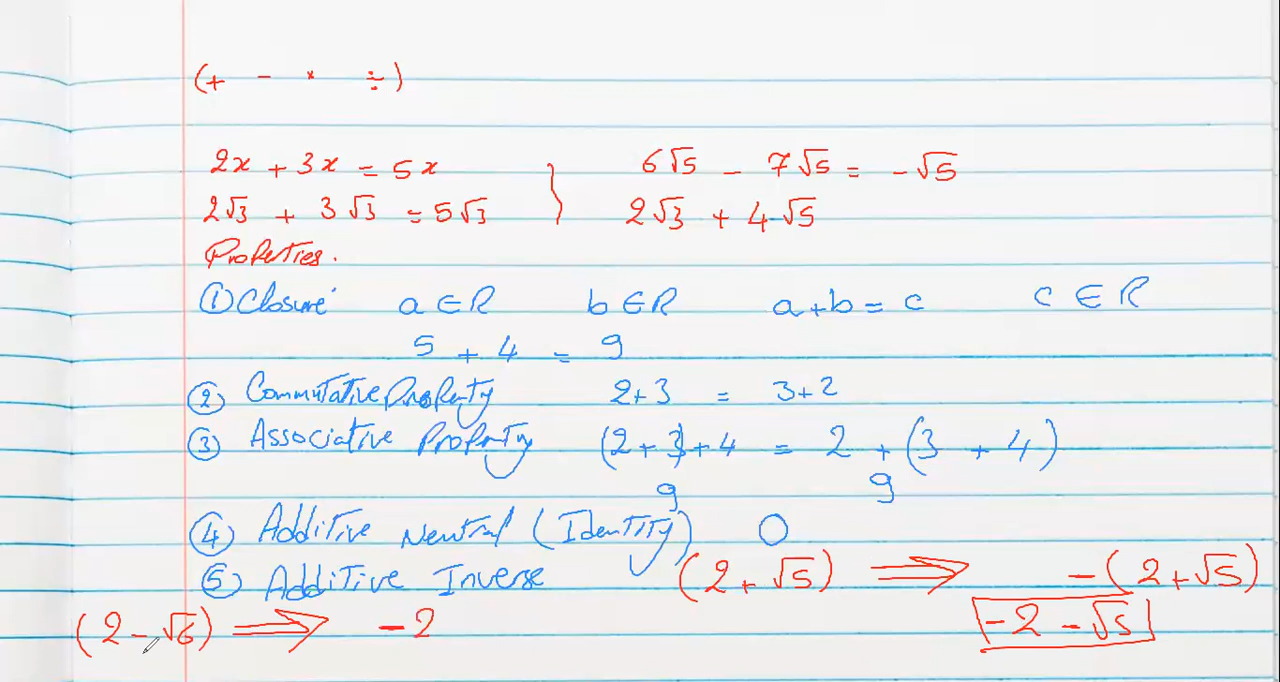 (+ - × ÷)
2x + 3x = 5x } 6√5 - 7√5 = -√5
2√3 + 3√3 = 5√3 2√3 + 4√5
Properties.
① Closure a ∈ R b ∈ R a+b = c c ∈ R
5 + 4 = 9
② Commutative Property 2+3 = 3+2
③ Associative Property (2+3)+4 = 2 + (3 + 4)
9 9
④ Additive Neutral (Identity) 0
⑤ Additive Inverse (2+√5) ⟹ -(2+√5)
(2-√6) ⟹ -2 -2-√5